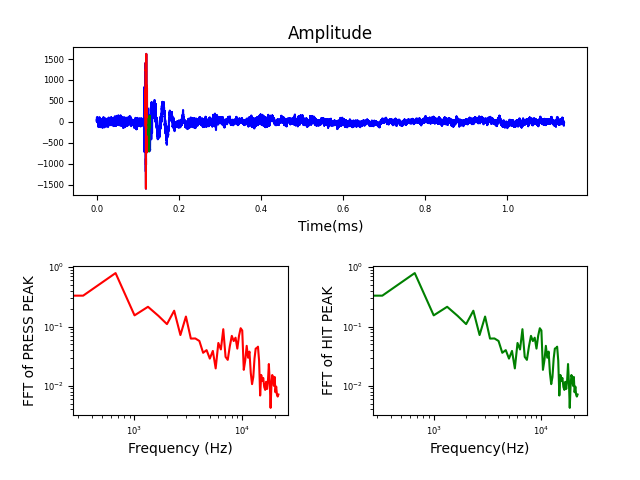 Amplitude
1500
1000
500
0
−500
−1000
−1500
0.0 0.2 0.4 0.6 0.8 1.0
Time(ms)
FFT of PRESS PEAK
10⁰
10⁻¹
10⁻²
10³ 10⁴
Frequency (Hz)
FFT of HIT PEAK
10⁰
10⁻¹
10⁻²
10³ 10⁴
Frequency(Hz)